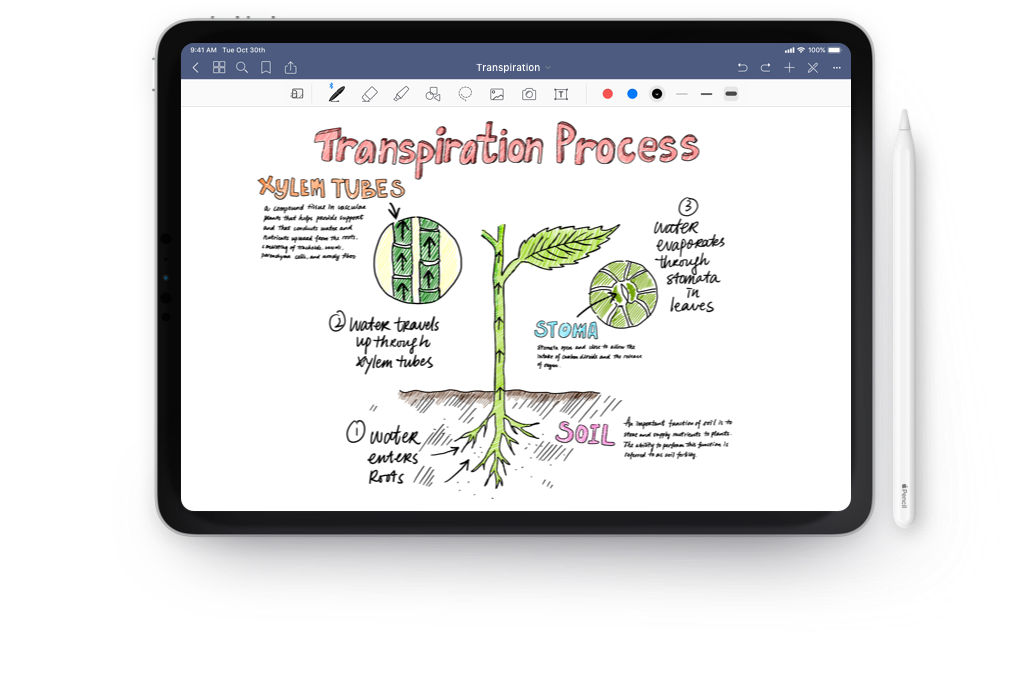 9:41 AM Tue Oct 30th
100%
Transpiration
T
Transpiration Process
XYLEM TUBES
A compound tissue in vascular
plants that helps provide support
and that conducts water and
nutrients upward from the roots,
consisting of tracheids, vessels,
parenchyma cells, and woody fiber
② Water travels
up through
xylem tubes
③
Water
evaporates
through
stomata
in
leaves
STOMA
Stomata open and close to allow the
intake of carbon dioxide and the release
of oxygen.
① Water
enters
Roots
SOIL
An important function of soil is to
store and supply nutrients to plants.
The ability to perform this function is
referred to as soil fertility.
Pencil